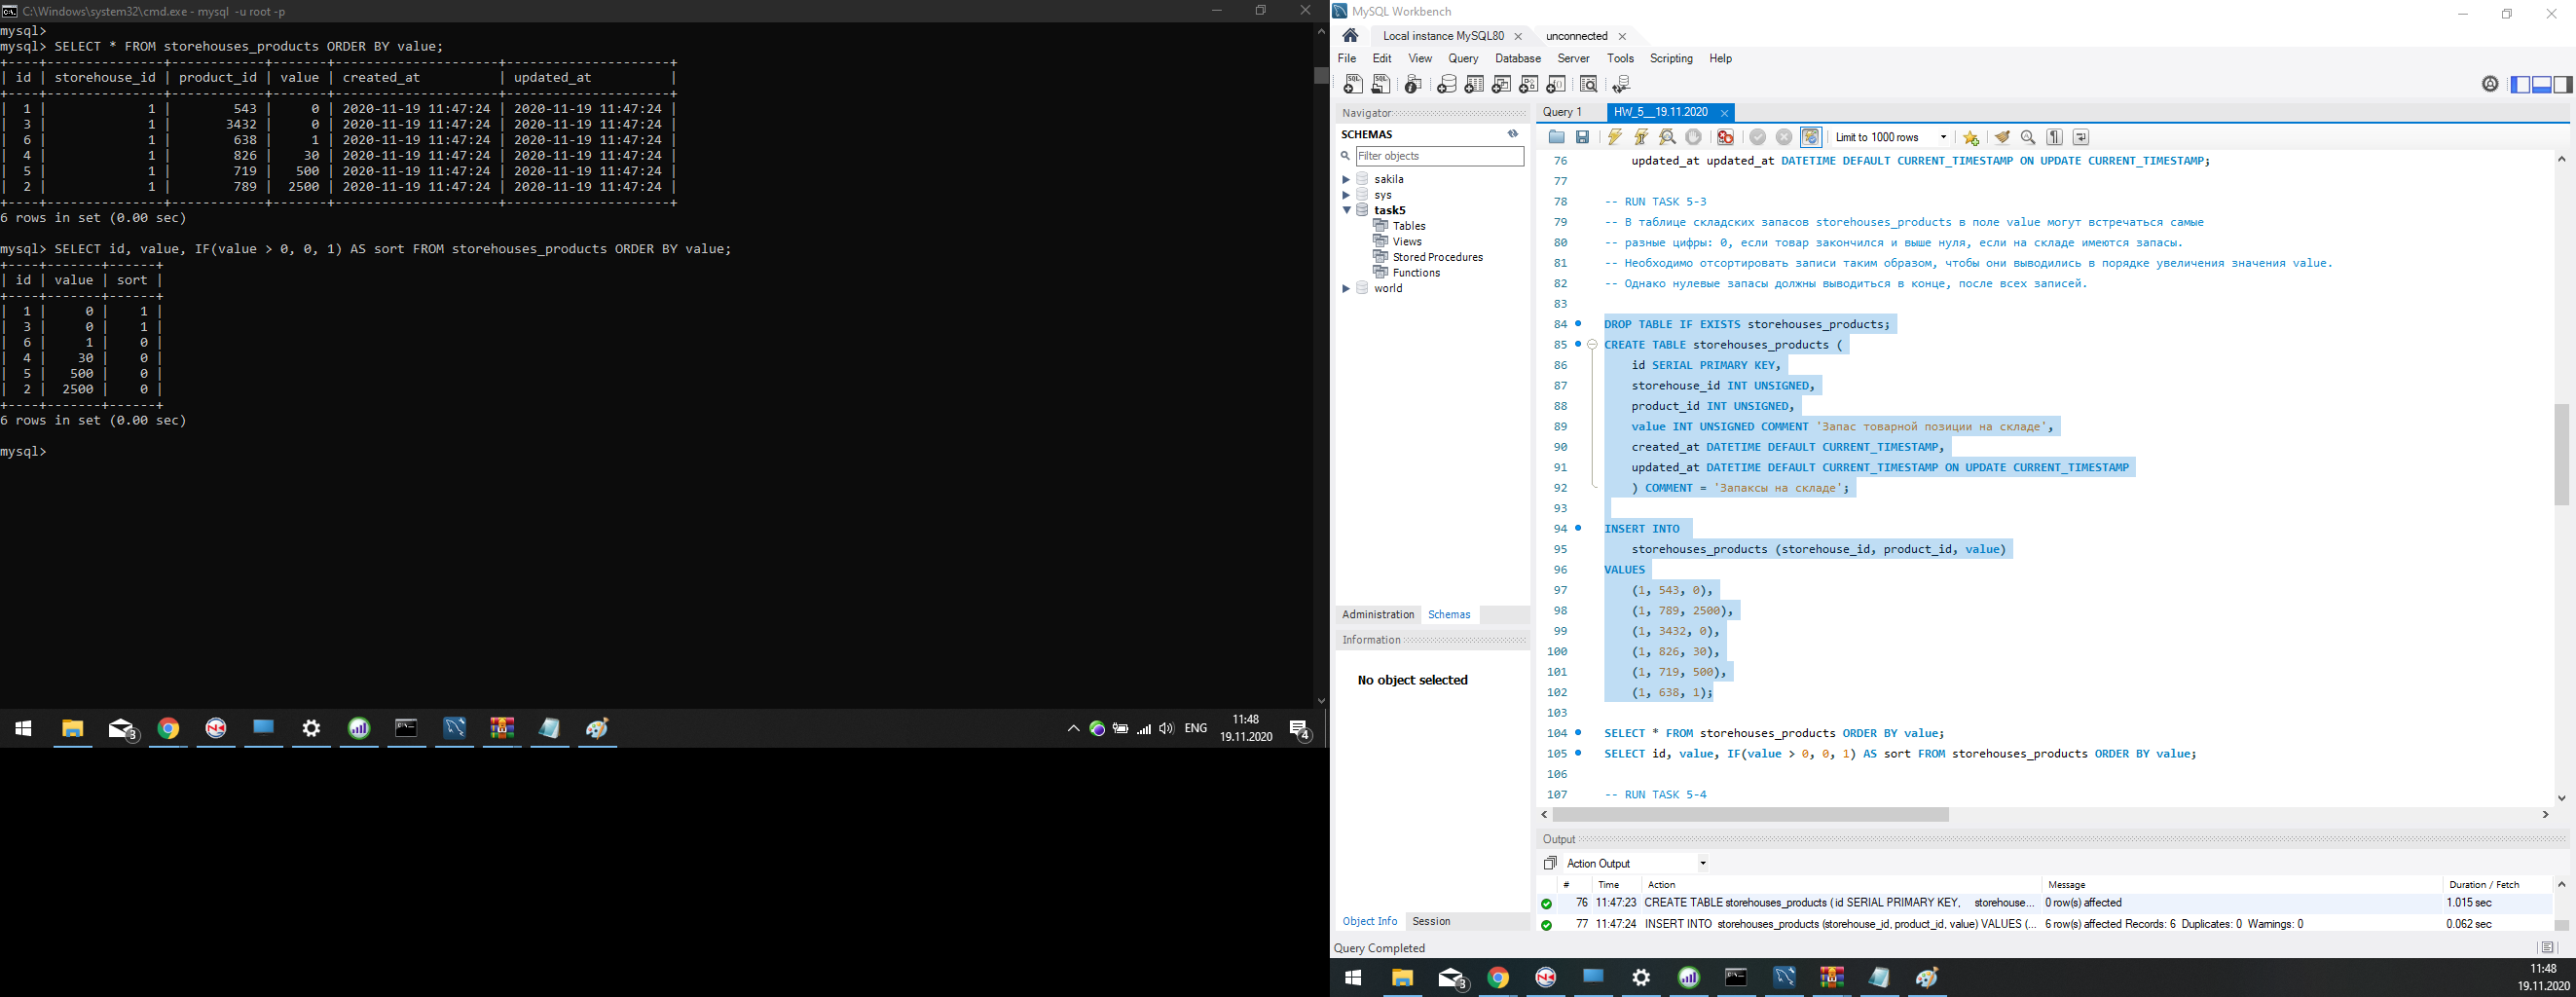 C:\Windows\system32\cmd.exe - mysql -u root -p
mysql>
mysql> SELECT * FROM storehouses_products ORDER BY value;
+----+---------------+------------+-------+---------------------+---------------------+
| id | storehouse_id | product_id | value | created_at | updated_at |
+----+---------------+------------+-------+---------------------+---------------------+
| 1 | 1 | 543 | 0 | 2020-11-19 11:47:24 | 2020-11-19 11:47:24 |
| 3 | 1 | 3432 | 0 | 2020-11-19 11:47:24 | 2020-11-19 11:47:24 |
| 6 | 1 | 638 | 1 | 2020-11-19 11:47:24 | 2020-11-19 11:47:24 |
| 4 | 1 | 826 | 30 | 2020-11-19 11:47:24 | 2020-11-19 11:47:24 |
| 5 | 1 | 719 | 500 | 2020-11-19 11:47:24 | 2020-11-19 11:47:24 |
| 2 | 1 | 789 | 2500 | 2020-11-19 11:47:24 | 2020-11-19 11:47:24 |
+----+---------------+------------+-------+---------------------+---------------------+
6 rows in set (0.00 sec)
mysql> SELECT id, value, IF(value > 0, 0, 1) AS sort FROM storehouses_products ORDER BY value;
+----+-------+------+
| id | value | sort |
+----+-------+------+
| 1 | 0 | 1 |
| 3 | 0 | 1 |
| 6 | 1 | 0 |
| 4 | 30 | 0 |
| 5 | 500 | 0 |
| 2 | 2500 | 0 |
+----+-------+------+
6 rows in set (0.00 sec)
mysql>
3
ENG
11:48
19.11.2020
4
MySQL Workbench
Local instance MySQL80
unconnected
File Edit View Query Database Server Tools Scripting Help
Navigator
SCHEMAS
Filter objects
sakila
sys
task5
Tables
Views
Stored Procedures
Functions
world
Administration Schemas
Information
No object selected
Object Info Session
Query 1
HW_5__19.11.2020
Limit to 1000 rows
76 updated_at updated_at DATETIME DEFAULT CURRENT_TIMESTAMP ON UPDATE CURRENT_TIMESTAMP;
77
78 -- RUN TASK 5-3
79 -- В таблице складских запасов storehouses_products в поле value могут встречаться самые
80 -- разные цифры: 0, если товар закончился и выше нуля, если на складе имеются запасы.
81 -- Необходимо отсортировать записи таким образом, чтобы они выводились в порядке увеличения значения value.
82 -- Однако нулевые запасы должны выводиться в конце, после всех записей.
83
84 DROP TABLE IF EXISTS storehouses_products;
85 CREATE TABLE storehouses_products (
86 id SERIAL PRIMARY KEY,
87 storehouse_id INT UNSIGNED,
88 product_id INT UNSIGNED,
89 value INT UNSIGNED COMMENT 'Запас товарной позиции на складе',
90 created_at DATETIME DEFAULT CURRENT_TIMESTAMP,
91 updated_at DATETIME DEFAULT CURRENT_TIMESTAMP ON UPDATE CURRENT_TIMESTAMP
92 ) COMMENT = 'Запаксы на складе';
93
94 INSERT INTO
95 storehouses_products (storehouse_id, product_id, value)
96 VALUES
97 (1, 543, 0),
98 (1, 789, 2500),
99 (1, 3432, 0),
100 (1, 826, 30),
101 (1, 719, 500),
102 (1, 638, 1);
103
104 SELECT * FROM storehouses_products ORDER BY value;
105 SELECT id, value, IF(value > 0, 0, 1) AS sort FROM storehouses_products ORDER BY value;
106
107 -- RUN TASK 5-4
Output
Action Output
# Time Action Message Duration / Fetch
76 11:47:23 CREATE TABLE storehouses_products ( id SERIAL PRIMARY KEY, storehouse... 0 row(s) affected 1.015 sec
77 11:47:24 INSERT INTO storehouses_products (storehouse_id, product_id, value) VALUES (... 6 row(s) affected Records: 6 Duplicates: 0 Warnings: 0 0.062 sec
Query Completed
3
11:48
19.11.2020